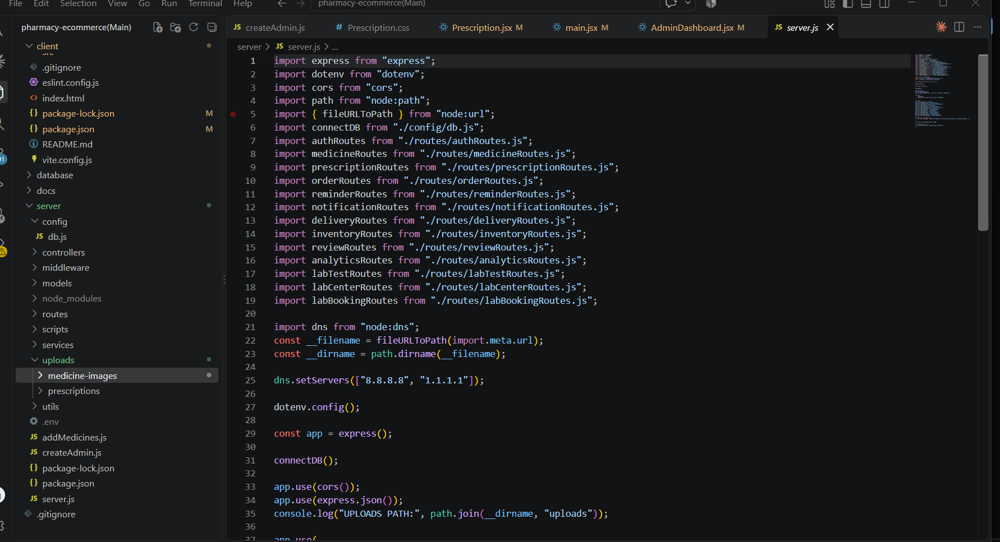 File Edit Selection View Go Run Terminal Help
pharmacy-ecommerce(Main)
pharmacy-ecommerce(Main)
client
src
.gitignore
eslint.config.js
index.html
package-lock.json M
package.json M
README.md
vite.config.js
database
docs
server
config
db.js
controllers
middleware
models
node_modules
routes
scripts
services
uploads
medicine-images
prescriptions
utils
.env
addMedicines.js
createAdmin.js
package-lock.json
package.json
server.js
.gitignore
createAdmin.js Prescription.css Prescription.jsx M main.jsx M AdminDashboard.jsx M server.js
server > server.js > ...
1 import express from "express";
2 import dotenv from "dotenv";
3 import cors from "cors";
4 import path from "node:path";
5 import { fileURLToPath } from "node:url";
6 import connectDB from "./config/db.js";
7 import authRoutes from "./routes/authRoutes.js";
8 import medicineRoutes from "./routes/medicineRoutes.js";
9 import prescriptionRoutes from "./routes/prescriptionRoutes.js";
10 import orderRoutes from "./routes/orderRoutes.js";
11 import reminderRoutes from "./routes/reminderRoutes.js";
12 import notificationRoutes from "./routes/notificationRoutes.js";
13 import deliveryRoutes from "./routes/deliveryRoutes.js";
14 import inventoryRoutes from "./routes/inventoryRoutes.js";
15 import reviewRoutes from "./routes/reviewRoutes.js";
16 import analyticsRoutes from "./routes/analyticsRoutes.js";
17 import labTestRoutes from "./routes/labTestRoutes.js";
18 import labCenterRoutes from "./routes/labCenterRoutes.js";
19 import labBookingRoutes from "./routes/labBookingRoutes.js";
20
21 import dns from "node:dns";
22 const __filename = fileURLToPath(import.meta.url);
23 const __dirname = path.dirname(__filename);
24
25 dns.setServers(["8.8.8.8", "1.1.1.1"]);
26
27 dotenv.config();
28
29 const app = express();
30
31 connectDB();
32
33 app.use(cors());
34 app.use(express.json());
35 console.log("UPLOADS PATH:", path.join(__dirname, "uploads"));
36
37 app.use(